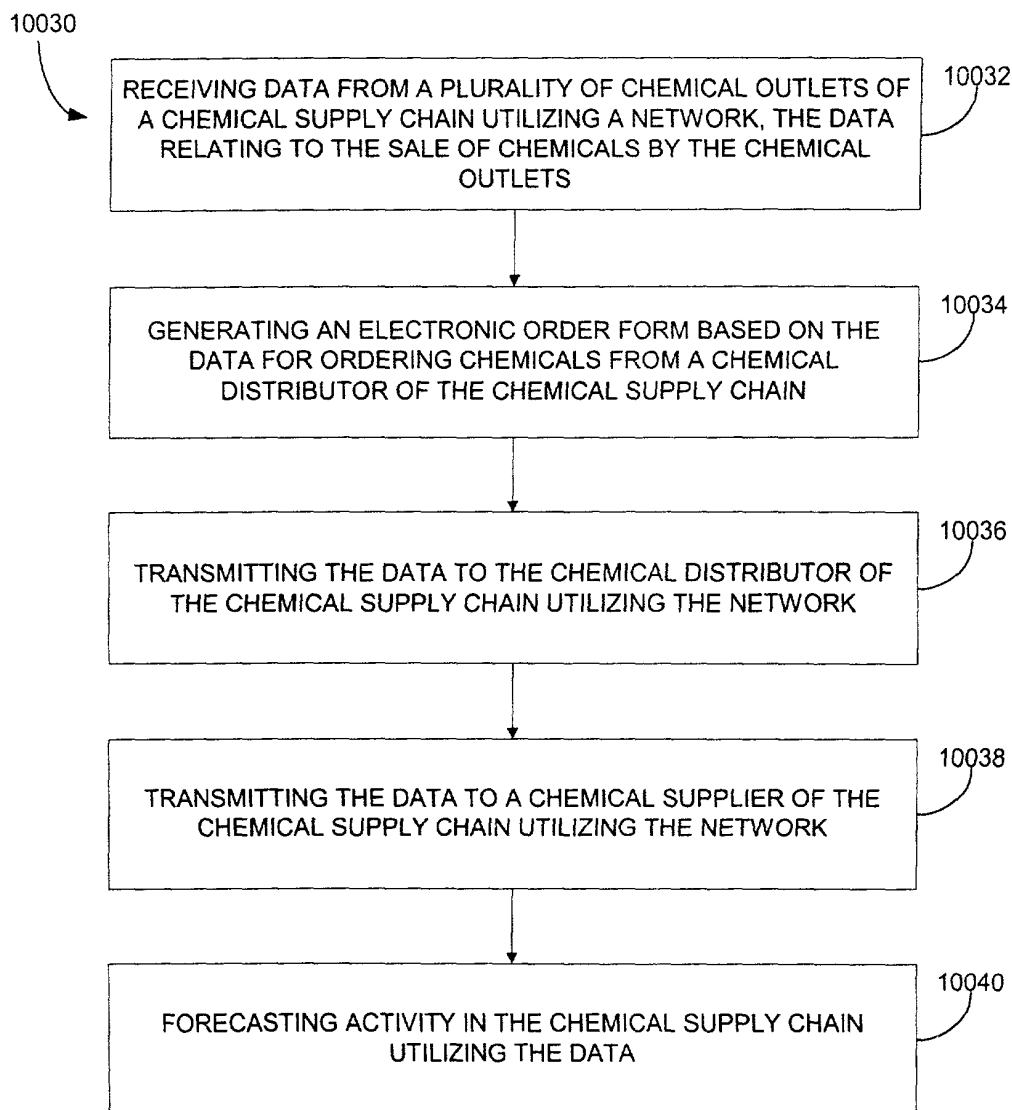 10030
RECEIVING DATA FROM A PLURALITY OF CHEMICAL OUTLETS OF
A CHEMICAL SUPPLY CHAIN UTILIZING A NETWORK, THE DATA
RELATING TO THE SALE OF CHEMICALS BY THE CHEMICAL
OUTLETS
10032
GENERATING AN ELECTRONIC ORDER FORM BASED ON THE
DATA FOR ORDERING CHEMICALS FROM A CHEMICAL
DISTRIBUTOR OF THE CHEMICAL SUPPLY CHAIN
10034
TRANSMITTING THE DATA TO THE CHEMICAL DISTRIBUTOR OF
THE CHEMICAL SUPPLY CHAIN UTILIZING THE NETWORK
10036
TRANSMITTING THE DATA TO A CHEMICAL SUPPLIER OF THE
CHEMICAL SUPPLY CHAIN UTILIZING THE NETWORK
10038
FORECASTING ACTIVITY IN THE CHEMICAL SUPPLY CHAIN
UTILIZING THE DATA
10040